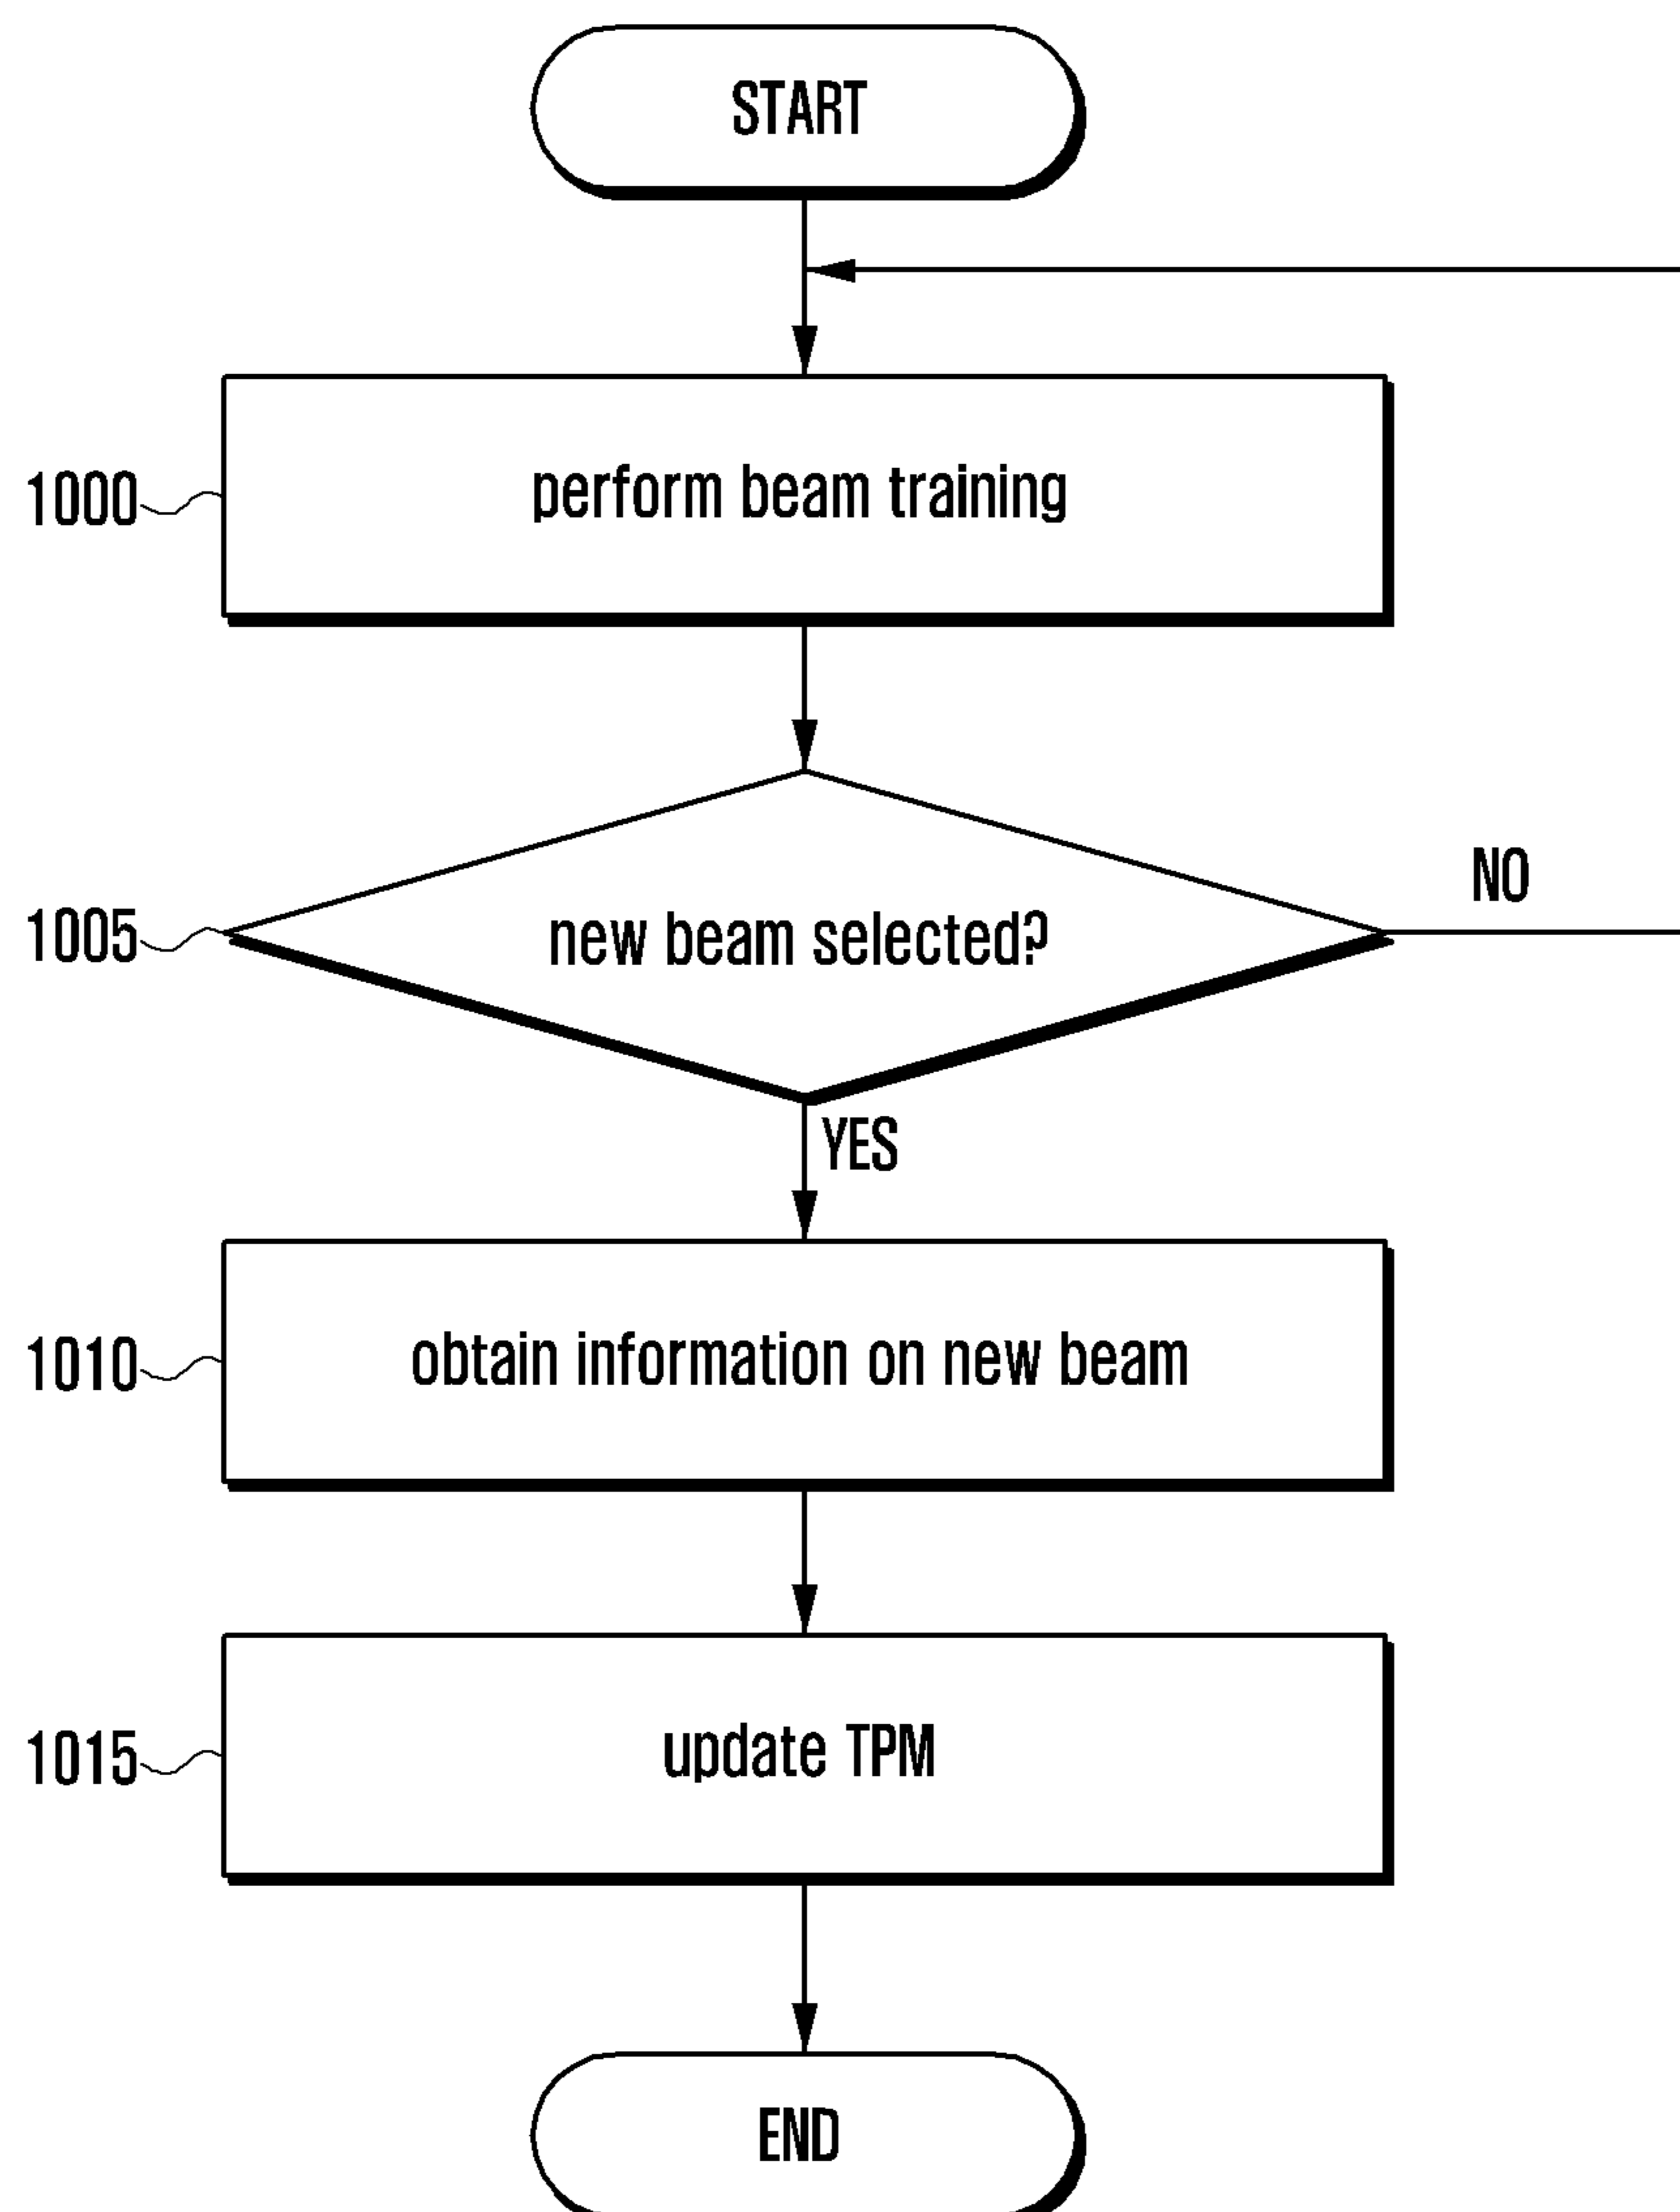 START
1000
perform beam training
1005
new beam selected?
NO
YES
1010
obtain information on new beam
1015
update TPM
END